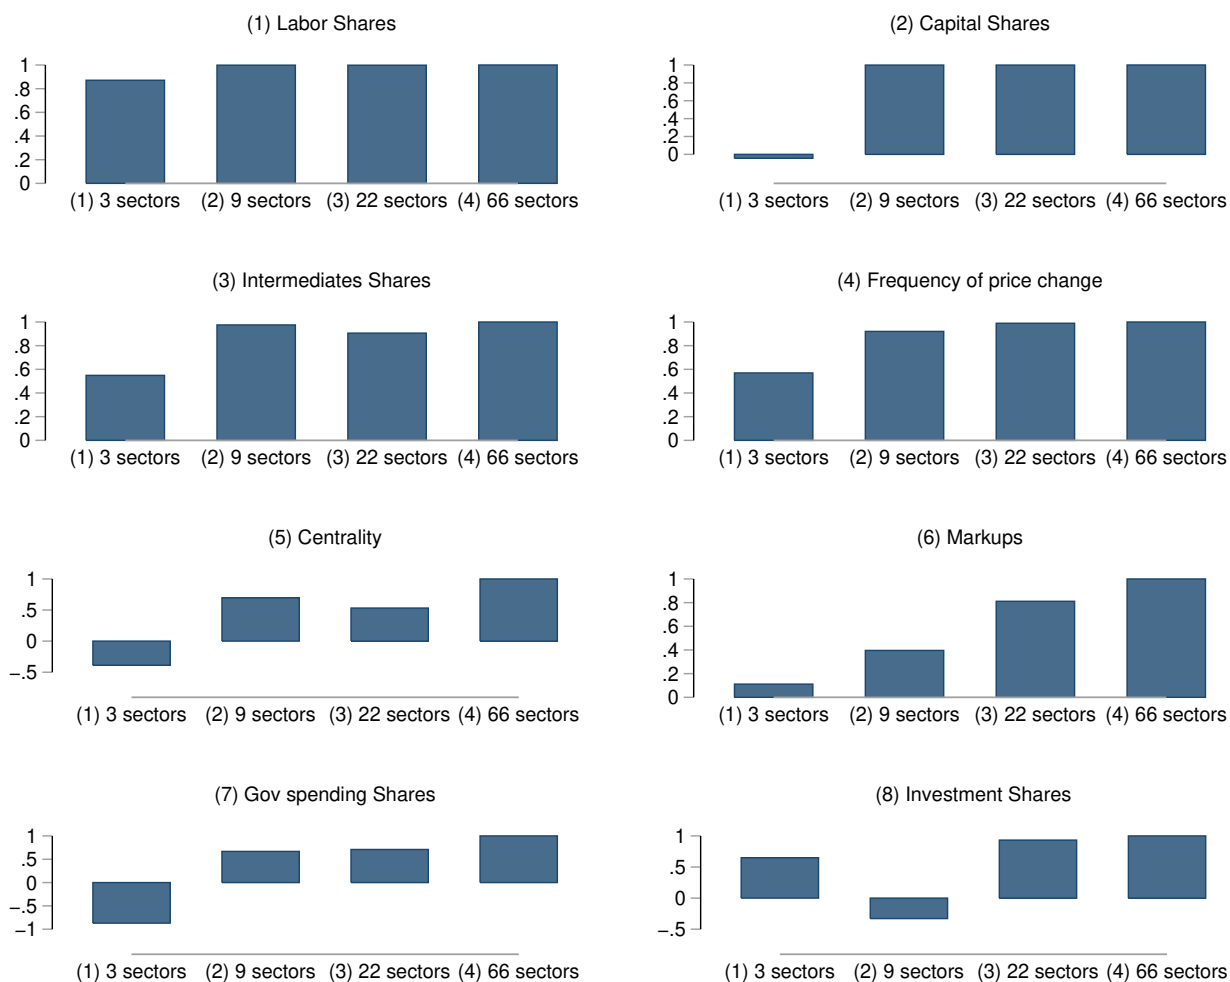 (1) Labor Shares
1
.8
.6
.4
.2
0
(1) 3 sectors (2) 9 sectors (3) 22 sectors (4) 66 sectors
(2) Capital Shares
1
.8
.6
.4
.2
0
(1) 3 sectors (2) 9 sectors (3) 22 sectors (4) 66 sectors
(3) Intermediates Shares
1
.8
.6
.4
.2
0
(1) 3 sectors (2) 9 sectors (3) 22 sectors (4) 66 sectors
(4) Frequency of price change
1
.8
.6
.4
.2
0
(1) 3 sectors (2) 9 sectors (3) 22 sectors (4) 66 sectors
(5) Centrality
1
.5
0
−.5
(1) 3 sectors (2) 9 sectors (3) 22 sectors (4) 66 sectors
(6) Markups
1
.8
.6
.4
.2
0
(1) 3 sectors (2) 9 sectors (3) 22 sectors (4) 66 sectors
(7) Gov spending Shares
1
.5
0
−.5
−1
(1) 3 sectors (2) 9 sectors (3) 22 sectors (4) 66 sectors
(8) Investment Shares
1
.5
0
−.5
(1) 3 sectors (2) 9 sectors (3) 22 sectors (4) 66 sectors